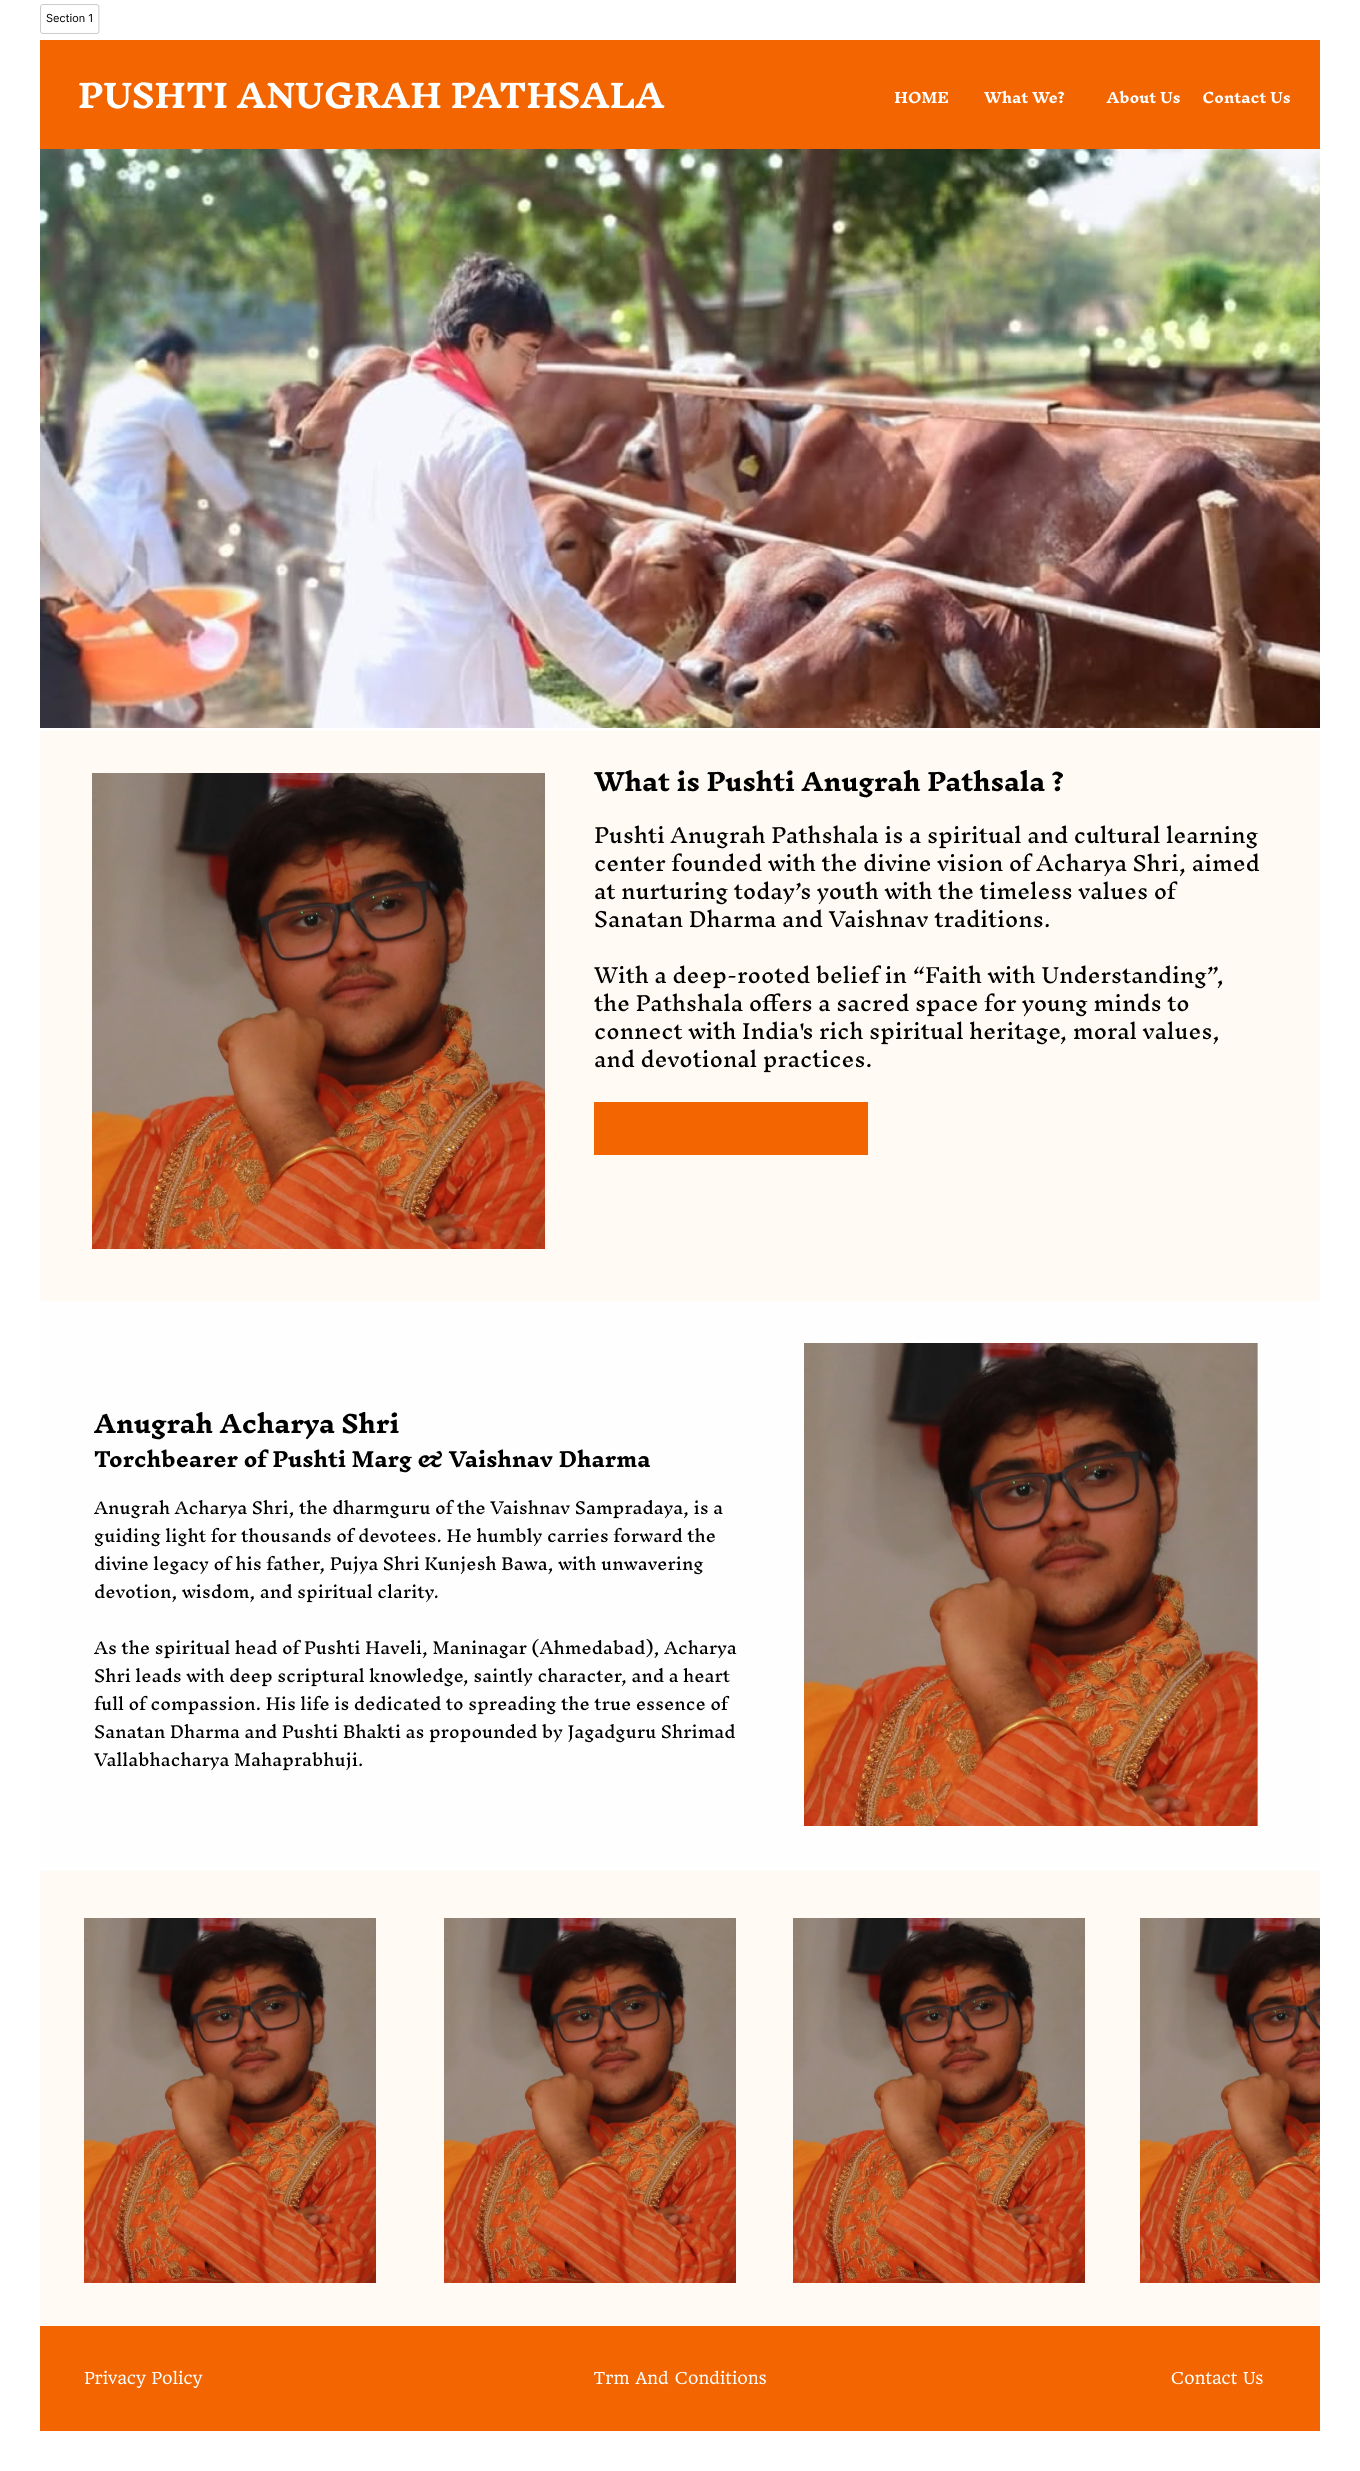 Section 1
PUSHTI ANUGRAH PATHSALA
HOME
What We?
About Us
Contact Us
What is Pushti Anugrah Pathsala ?
Pushti Anugrah Pathshala is a spiritual and cultural learning
center founded with the divine vision of Acharya Shri, aimed
at nurturing today’s youth with the timeless values of
Sanatan Dharma and Vaishnav traditions.
With a deep-rooted belief in “Faith with Understanding”,
the Pathshala offers a sacred space for young minds to
connect with India's rich spiritual heritage, moral values,
and devotional practices.
Anugrah Acharya Shri
Torchbearer of Pushti Marg & Vaishnav Dharma
Anugrah Acharya Shri, the dharmguru of the Vaishnav Sampradaya, is a
guiding light for thousands of devotees. He humbly carries forward the
divine legacy of his father, Pujya Shri Kunjesh Bawa, with unwavering
devotion, wisdom, and spiritual clarity.
As the spiritual head of Pushti Haveli, Maninagar (Ahmedabad), Acharya
Shri leads with deep scriptural knowledge, saintly character, and a heart
full of compassion. His life is dedicated to spreading the true essence of
Sanatan Dharma and Pushti Bhakti as propounded by Jagadguru Shrimad
Vallabhacharya Mahaprabhuji.
Privacy Policy
Trm And Conditions
Contact Us